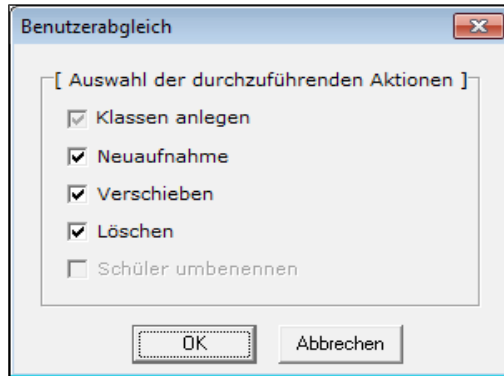 Benutzerabgleich
[ Auswahl der durchzuführenden Aktionen ]
Klassen anlegen
Neuaufnahme
Verschieben
Löschen
Schüler umbenennen
OK
Abbrechen